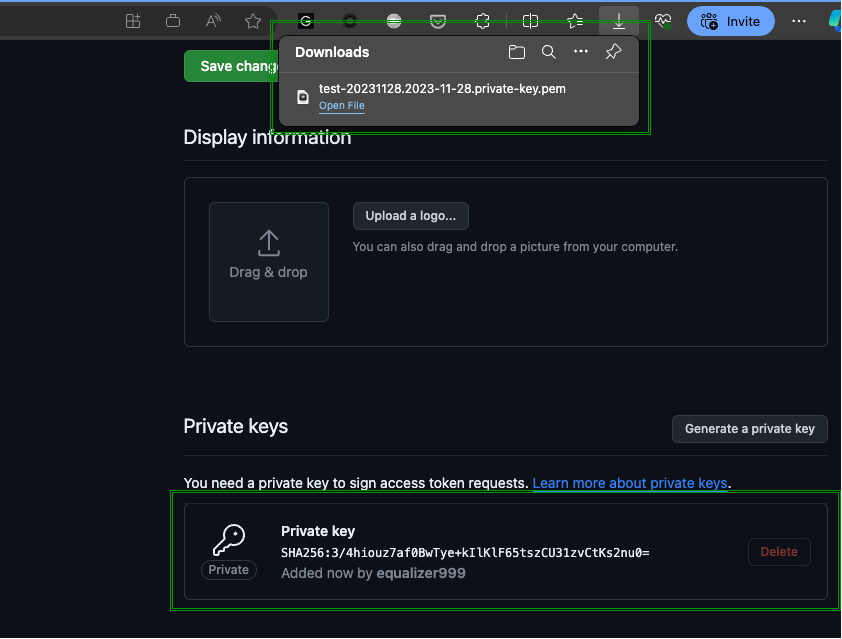 Invite
Downloads
Save chang
test-20231128.2023-11-28.private-key.pem
Open File
Display information
Upload a logo...
You can also drag and drop a picture from your computer.
Drag & drop
Private keys
Generate a private key
You need a private key to sign access token requests. Learn more about private keys.
Private key
SHA256:3/4hiouz7af0BwTye+kIlKlF65tszCU31zvCtKs2nu0=
Private
Added now by equalizer999
Delete